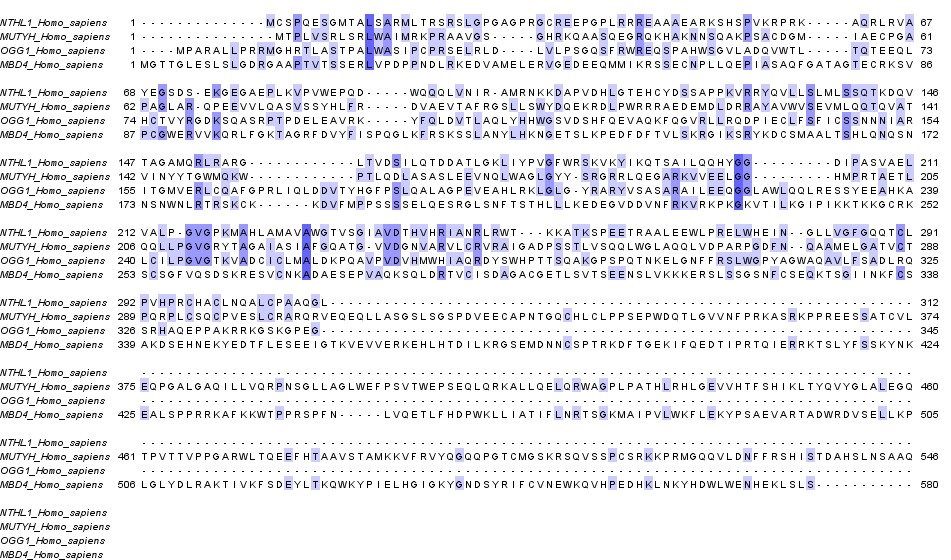 NTHL1_Homo_sapiens 1 --------------MCSPQESGMTALSARMLTRSRSLGPGAGPRGCREEPGPLRRREAAAEARKSHSPVKRPRK-----AQRLRVA 67
MUTYH_Homo_sapiens 1 ---------------MTPLVSRLSRLWAIMRKPRAAVGS-----GHRKQAASQEGRQKHAKNNSQAKPSACDGM-----IAECPGA 61
OGG1_Homo_sapiens 1 ----MPARALLPRRMGHRTLASTPALWASIPCPRSELRLD----LVLPSGQSFRWREQSPAHWSGVLADQVWTL-----TQTEEQL 73
MBD4_Homo_sapiens 1 MGTTGLESLSLGDRGAAPTVTSSERLVPDPPNDLRKEDVAMELERVGEDEEQMMIKRSSECNPLLQEPIASAQFGATAGTECRKSV 86
NTHL1_Homo_sapiens 68 YEGSDS-EKGEGAEPLKVPVWEPQD-----WQQQLVNIR-AMRNKKDAPVDHLGTEHCYDSSAPPKVRRYQVLLSLMLSSQTKDQV 146
MUTYH_Homo_sapiens 62 PAGLAR-QPEEVVLQASVSSYHLFR-----DVAEVTAFRGSLLSWYDQEKRDLPWRRRAEDEMDLDRRAYAVWVSEVMLQQTQVAT 141
OGG1_Homo_sapiens 74 HCTVYRGDKSQASRPTPDELEAVRK-----YFQLDVTLAQLYHHWGSVDSHFQEVAQKFQGVRLLRQDPIECLFSFICSSNNNIAR 154
MBD4_Homo_sapiens 87 PCGWERVVKQRLFGKTAGRFDVYFISPQGLKFRSKSSLANYLHKNGETSLKPEDFDFTVLSKRGIKSRYKDCSMAALTSHLQNQSN 172
NTHL1_Homo_sapiens 147 TAGAMQRLRARG------------LTVDSILQTDDATLGKLIYPVGFWRSKVKYIKQTSAILQQHYGG---------DIPASVAEL 211
MUTYH_Homo_sapiens 142 VINYYTGWMQKW------------PTLQDLASASLEEVNQLWAGLGYY-SRGRRLQEGARKVVEELGG---------HMPRTAETL 205
OGG1_Homo_sapiens 155 ITGMVERLCQAFGPRLIQLDDVTYHGFPSLQALAGPEVEAHLRKLGL-GYRARYVSASARAILEEQGGLAWLQQLRESSYEEAHKA 239
MBD4_Homo_sapiens 173 NSNWNLRTRSKCK------KDVFMPPSSSSELQESRGLSNFTSTHLLLKEDEGVDDVNFRKVRKPKGKVTILKGIPIKKTKKGCRK 252
NTHL1_Homo_sapiens 212 VALP-GVGPKMAHLAMAVAWGTVSGIAVDTHVHRIANRLRWT---KKATKSPEETRAALEEWLPRELWHEIN--GLLVGFGQQTCL 291
MUTYH_Homo_sapiens 206 QQLLPGVGRYTAGAIASIAFGQATG-VVDGNVARVLCRVRAIGADPSSTLVSQQLWGLAQQLVDPARPGDFN--QAAMELGATVCT 288
OGG1_Homo_sapiens 240 LCILPGVGTKVADCICLMALDKPQAVPVDVHMWHIAQRDYSWHPTTSQAKGPSPQTNKELGNFFRSLWGPYAGWAQAVLFSADLRQ 325
MBD4_Homo_sapiens 253 SCSGFVQSDSKRESVCNKADAESEPVAQKSQLDRTVCISDAGACGETLSVTSEENSLVKKKERSLSSGSNFCSEQKTSGIINKFCS 338
NTHL1_Homo_sapiens 292 PVHPRCHACLNQALCPAAQGL----------------------------------------------------------------- 312
MUTYH_Homo_sapiens 289 PQRPLCSQCPVESLCRARQRVEQEQLLASGSLSGSPDVEECAPNTGQCHLCLPPSEPWDQTLGVVNFPRKASRKPPREESSATCVL 374
OGG1_Homo_sapiens 326 SRHAQEPPAKRRKGSKGPEG------------------------------------------------------------------ 345
MBD4_Homo_sapiens 339 AKDSEHNEKYEDTFLESEEIGTKVEVVERKEHLHTDILKRGSEMDNNCSPTRKDFTGEKIFQEDTIPRTQIERRKTSLYFSSKYNK 424
NTHL1_Homo_sapiens --------------------------------------------------------------------------------------
MUTYH_Homo_sapiens 375 EQPGALGAQILLVQRPNSGLLAGLWEFPSVTWEPSEQLQRKALLQELQRWAGPLPATHLRHLGEVVHTFSHIKLTYQVYGLALEGQ 460
OGG1_Homo_sapiens --------------------------------------------------------------------------------------
MBD4_Homo_sapiens 425 EALSPPRRKAFKKWTPPRSPFN-----LVQETLFHDPWKLLIATIFLNRTSGKMAIPVLWKFLEKYPSAEVARTADWRDVSELLKP 505
NTHL1_Homo_sapiens --------------------------------------------------------------------------------------
MUTYH_Homo_sapiens 461 TPVTTVPPGARWLTQEEFHTAAVSTAMKKVFRVYQGQQPGTCMGSKRSQVSSPCSRKKPRMGQQVLDNFFRSHISTDAHSLNSAAQ 546
OGG1_Homo_sapiens --------------------------------------------------------------------------------------
MBD4_Homo_sapiens 506 LGLYDLRAKTIVKFSDEYLTKQWKYPIELHGIGKYGNDSYRIFCVNEWKQVHPEDHKLNKYHDWLWENHEKLSLS----------- 580
NTHL1_Homo_sapiens
MUTYH_Homo_sapiens
OGG1_Homo_sapiens
MBD4_Homo_sapiens